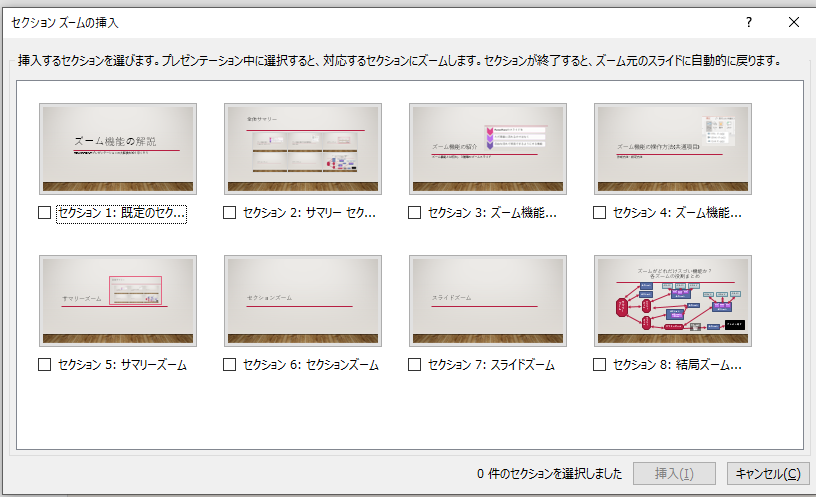 セクション ズームの挿入
?
挿入するセクションを選びます。プレゼンテーション中に選択すると、対応するセクションにズームします。セクションが終了すると、ズーム元のスライドに自動的に戻ります。
ズーム機能の解説
全体サマリー
ズーム機能の紹介
ズーム機能の操作方法(共通項目)
セクション 1: 既定のセク...
セクション 2: サマリー セク...
セクション 3: ズーム機能...
セクション 4: ズーム機能...
サマリーズーム
セクションズーム
スライドズーム
ズームがどれだけスゴい機能か?
各ズームの役割まとめ
セクション 5: サマリーズーム
セクション 6: セクションズーム
セクション 7: スライドズーム
セクション 8: 結局ズーム...
0 件のセクションを選択しました
挿入(I)
キャンセル(C)